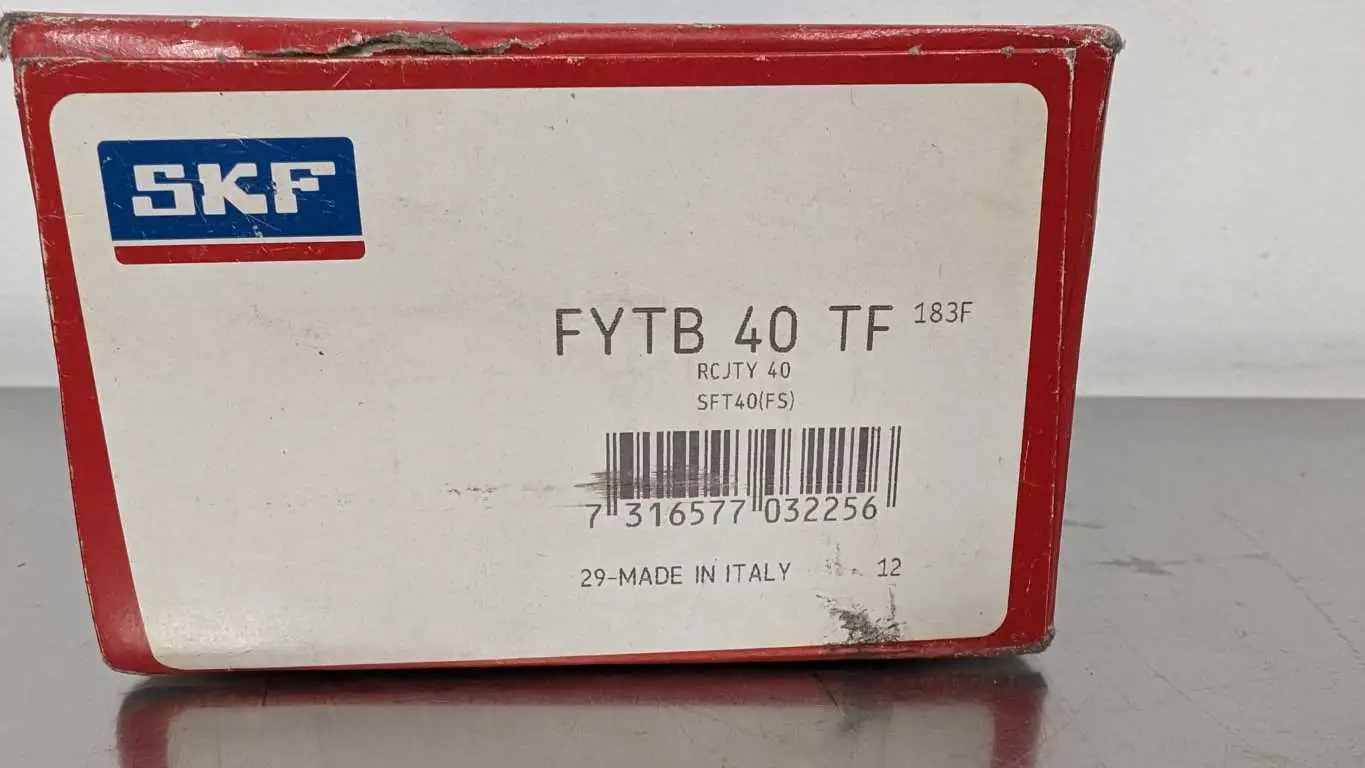 SKF
FYTB 40 TF 183F
RCJTY 40
SFT40(FS)
7 316577 032256
29-MADE IN ITALY 12